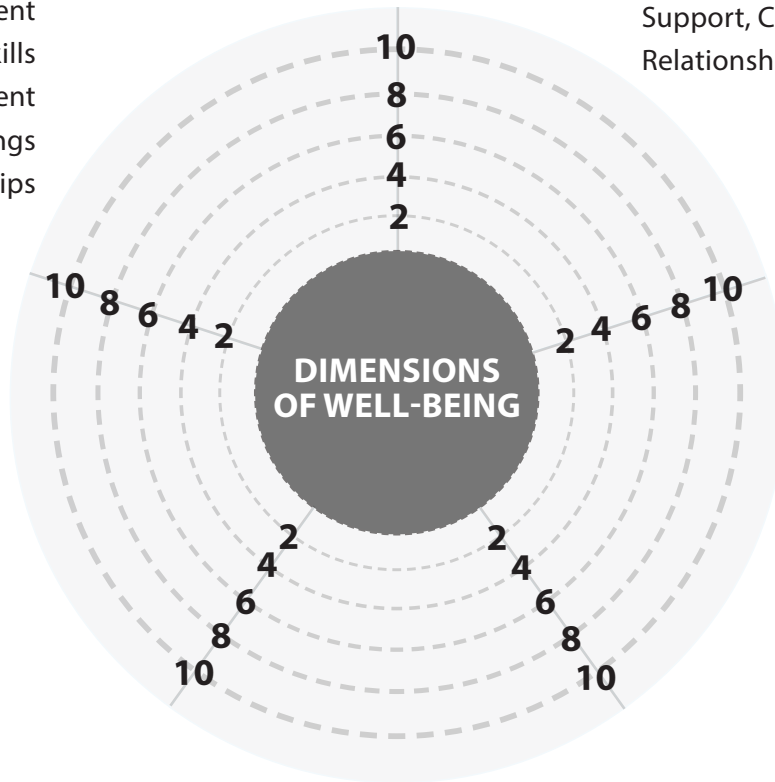 ent
ills
ent
ngs
ips
Support, C
Relationsh
10
8
6
4
2
10 8 6 4 2
2 4 6 8 10
DIMENSIONS
OF WELL-BEING
2
4
6
8
10
2
4
6
8
10